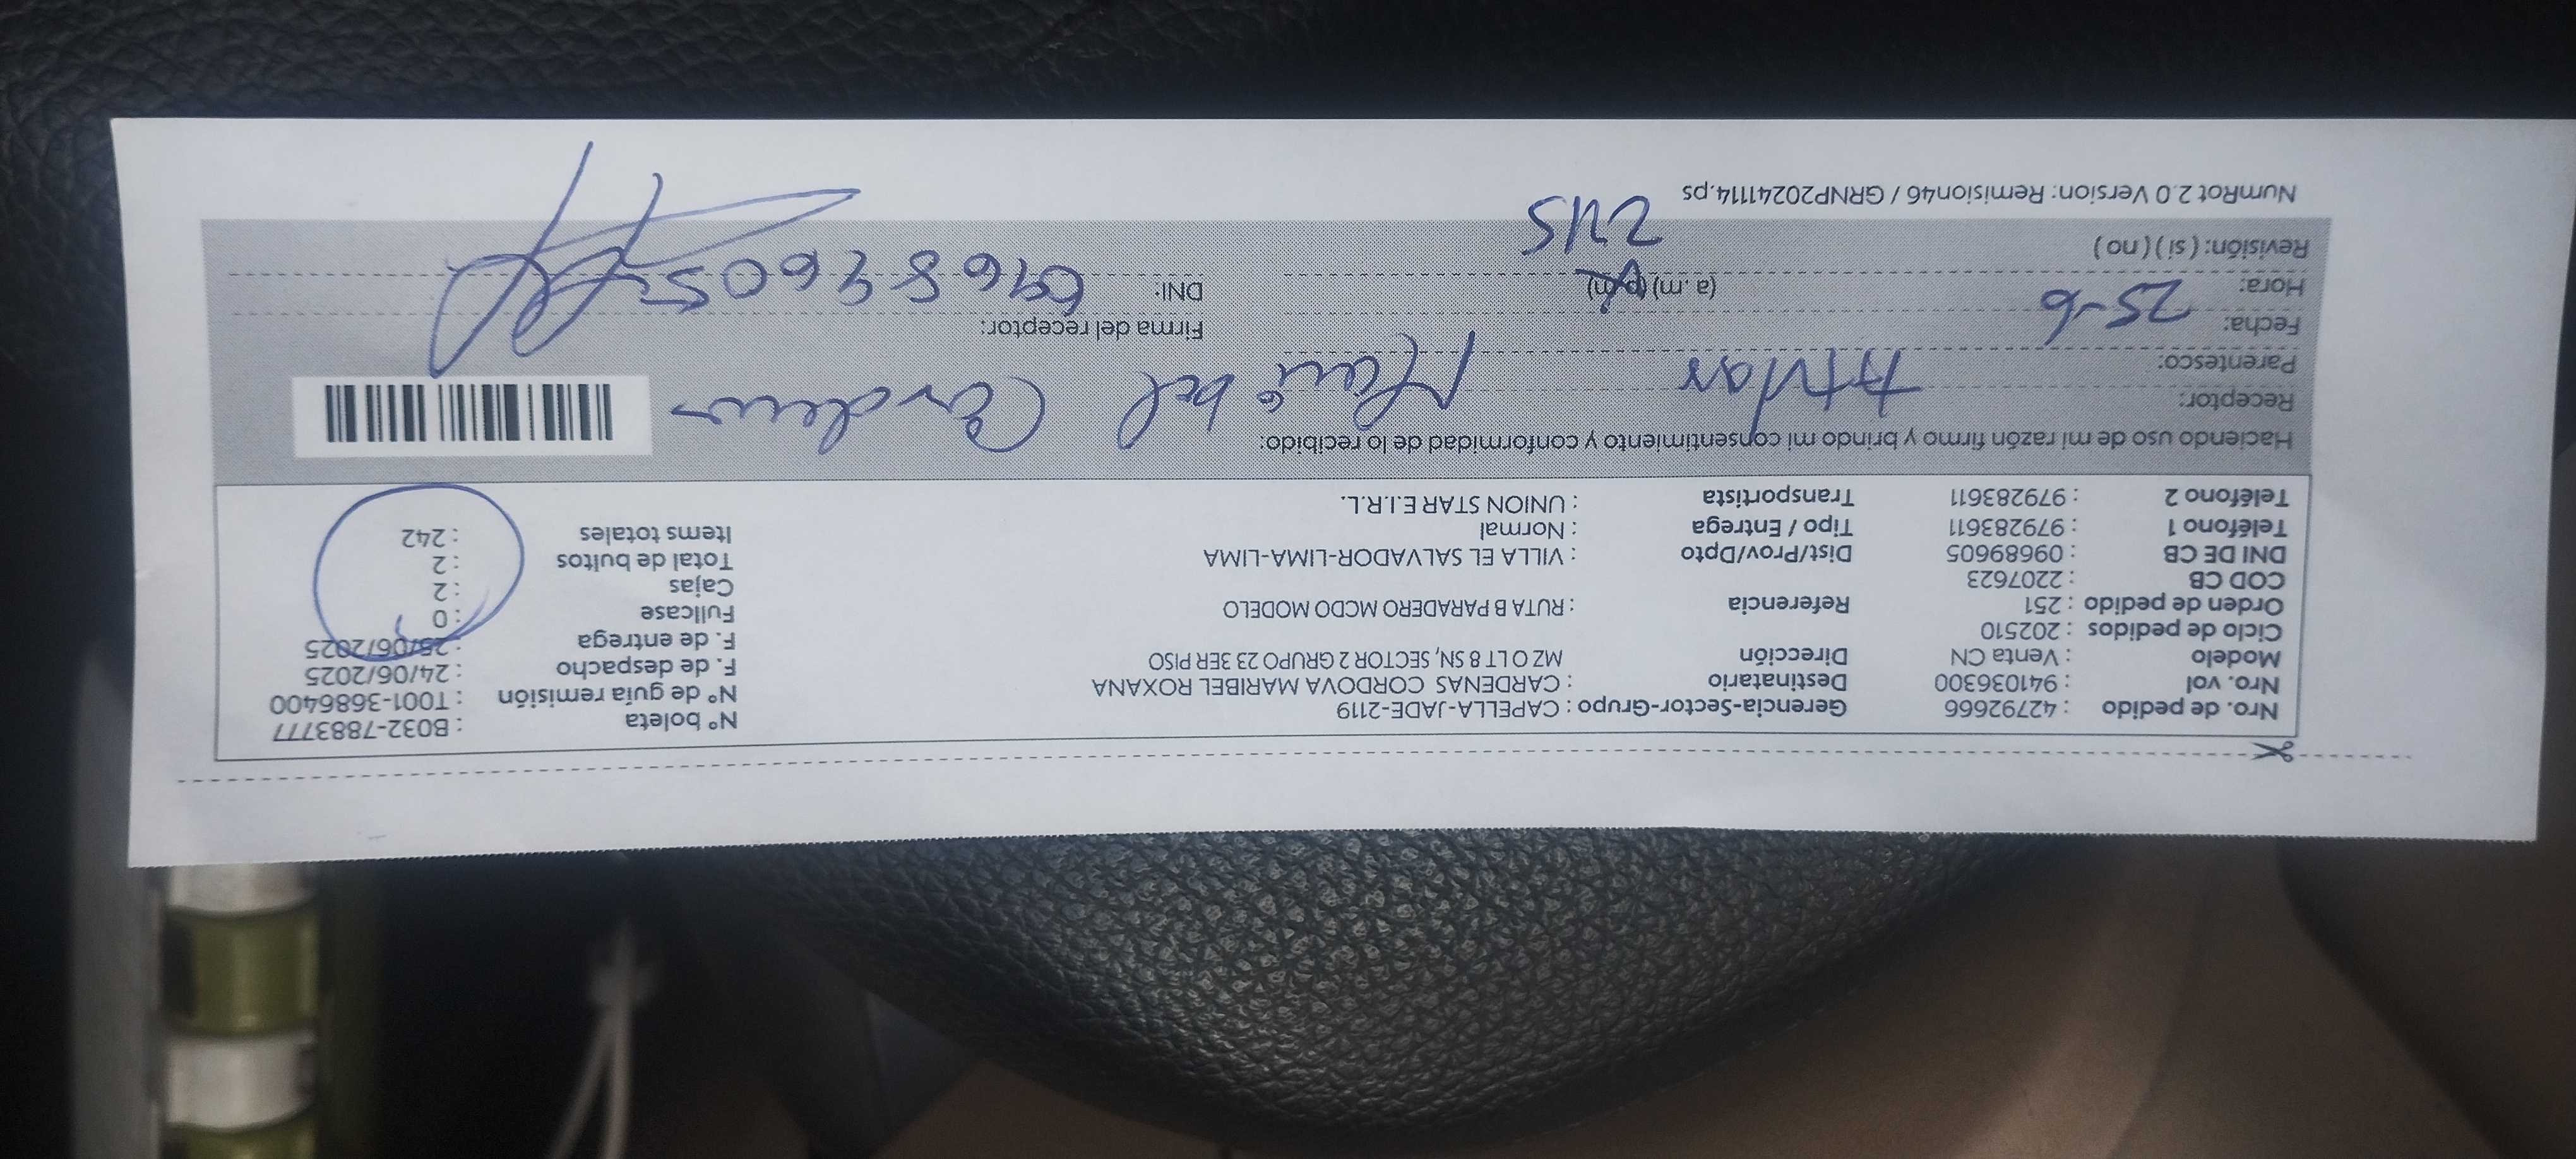 Nro. de pedido : 42792666 Gerencia-Sector-Grupo : CAPELLA-JADE-2119 N° boleta : B032-7883777
Nro. vol : 941036300 Destinatario : CARDENAS CORDOVA MARIBEL ROXANA N° de guía remisión : T001-3686400
Modelo : Venta CN Dirección MZ O LT 8 SN, SECTOR 2 GRUPO 23 3ER PISO F. de despacho : 24/06/2025
Ciclo de pedidos : 202510 F. de entrega : 25/06/2025
Orden de pedido : 251 Referencia : RUTA B PARADERO MCDO MODELO Fullcase : 0
COD CB : 2207623 Cajas : 2
DNI DE CB : 09689605 Dist/Prov/Dpto : VILLA EL SALVADOR-LIMA-LIMA Total de bultos : 2
Teléfono 1 : 979283611 Tipo / Entrega : Normal Items totales : 242
Teléfono 2 : 979283611 Transportista : UNION STAR E.I.R.L.
Haciendo uso de mi razón firmo y brindo mi consentimiento y conformidad de lo recibido:
Receptor: Maribel
Parentesco:
Fecha: 25-6 Firma del receptor:
Hora: (a.m) (p.m) DNI: 09689605
Revisión: ( si ) ( no ) 2:15
NumRot 2.0 Version: Remision46 / GRNP20241114.ps